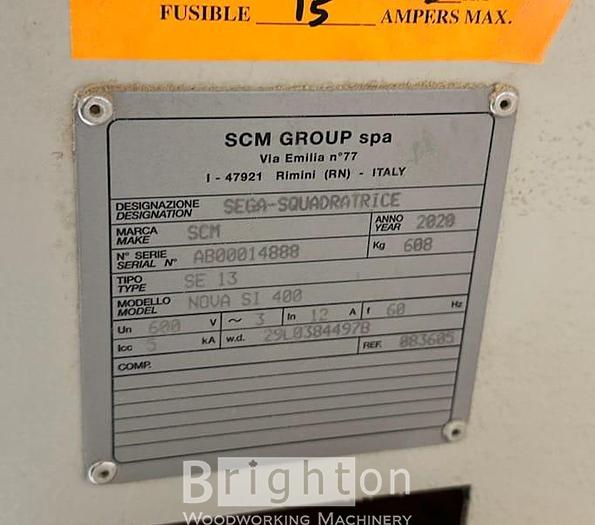 FUSIBLE 15 AMPERS MAX.
SCM GROUP spa
Via Emilia n°77
I - 47921 Rimini (RN) - ITALY
DESIGNAZIONE
DESIGNATION SEGA-SQUADRATRICE
MARCA
MAKE SCM ANNO
YEAR 2020
N° SERIE
SERIAL N° AB00014888 Kg 608
TIPO
TYPE SE 13
MODELLO
MODEL NOVA SI 400
Un 600 V ~ 3 In 12 A f 60 Hz
Icc 5 kA w.d. 29L0384497B REF. 083605
COMP.
Brighton
WOODWORKING MACHINERY